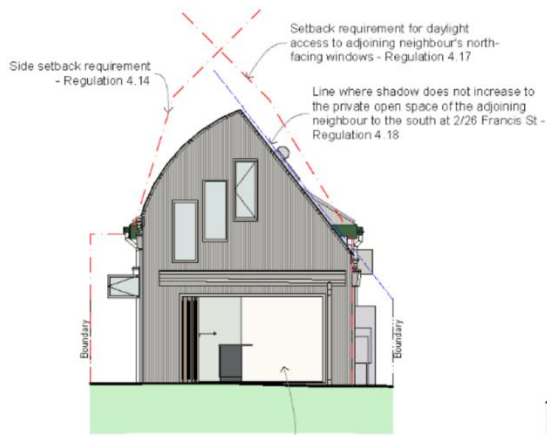 Setback requirement for daylight
access to adjoining neighbour's north-
facing windows - Regulation 4.17
Side setback requirement
- Regulation 4.14
Line where shadow does not increase to
the private open space of the adjoining
neighbour to the south at 2/26 Francis St -
Regulation 4.18
Boundary
Boundary